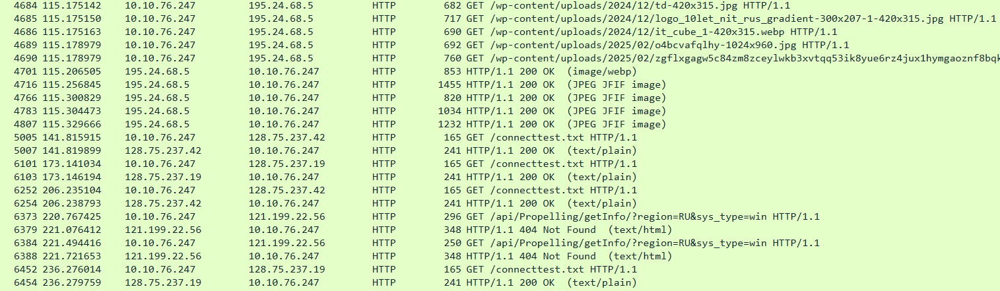 4684 115.175142 10.10.76.247 195.24.68.5 HTTP 682 GET /wp-content/uploads/2024/12/td-420x315.jpg HTTP/1.1
4685 115.175150 10.10.76.247 195.24.68.5 HTTP 717 GET /wp-content/uploads/2024/12/logo_10let_nit_rus_gradient-300x207-1-420x315.jpg HTTP/1.1
4686 115.175163 10.10.76.247 195.24.68.5 HTTP 690 GET /wp-content/uploads/2024/12/it_cube_1-420x315.webp HTTP/1.1
4689 115.178979 10.10.76.247 195.24.68.5 HTTP 692 GET /wp-content/uploads/2025/02/o4bcvafqlhy-1024x960.jpg HTTP/1.1
4690 115.178979 10.10.76.247 195.24.68.5 HTTP 760 GET /wp-content/uploads/2025/02/zgflxgagw5c84zm8zceylwkb3xvtqq53ik8yue6rz4jux1hymgaoznf8bqk
4701 115.206505 195.24.68.5 10.10.76.247 HTTP 853 HTTP/1.1 200 OK (image/webp)
4716 115.256845 195.24.68.5 10.10.76.247 HTTP 1455 HTTP/1.1 200 OK (JPEG JFIF image)
4766 115.300829 195.24.68.5 10.10.76.247 HTTP 820 HTTP/1.1 200 OK (JPEG JFIF image)
4783 115.304473 195.24.68.5 10.10.76.247 HTTP 1034 HTTP/1.1 200 OK (JPEG JFIF image)
4807 115.329666 195.24.68.5 10.10.76.247 HTTP 1232 HTTP/1.1 200 OK (JPEG JFIF image)
5005 141.815915 10.10.76.247 128.75.237.42 HTTP 165 GET /connecttest.txt HTTP/1.1
5007 141.819899 128.75.237.42 10.10.76.247 HTTP 241 HTTP/1.1 200 OK (text/plain)
6101 173.141034 10.10.76.247 128.75.237.19 HTTP 165 GET /connecttest.txt HTTP/1.1
6103 173.146194 128.75.237.19 10.10.76.247 HTTP 241 HTTP/1.1 200 OK (text/plain)
6252 206.235104 10.10.76.247 128.75.237.42 HTTP 165 GET /connecttest.txt HTTP/1.1
6254 206.238793 128.75.237.42 10.10.76.247 HTTP 241 HTTP/1.1 200 OK (text/plain)
6373 220.767425 10.10.76.247 121.199.22.56 HTTP 296 GET /api/Propelling/getInfo/?region=RU&sys_type=win HTTP/1.1
6379 221.076412 121.199.22.56 10.10.76.247 HTTP 348 HTTP/1.1 404 Not Found (text/html)
6384 221.494416 10.10.76.247 121.199.22.56 HTTP 250 GET /api/Propelling/getInfo/?region=RU&sys_type=win HTTP/1.1
6388 221.721653 121.199.22.56 10.10.76.247 HTTP 348 HTTP/1.1 404 Not Found (text/html)
6452 236.276014 10.10.76.247 128.75.237.19 HTTP 165 GET /connecttest.txt HTTP/1.1
6454 236.279759 128.75.237.19 10.10.76.247 HTTP 241 HTTP/1.1 200 OK (text/plain)